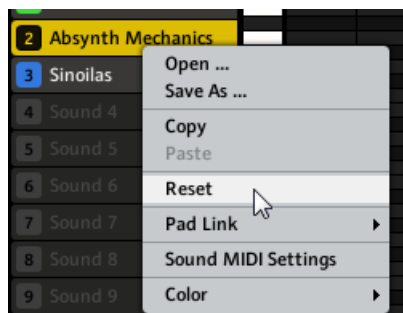 2 Absynth Mechanics
3 Sinoilas
4 Sound 4
5 Sound 5
6 Sound 6
7 Sound 7
8 Sound 8
9 Sound 9
Open ...
Save As ...
Copy
Paste
Reset
Pad Link
Sound MIDI Settings
Color